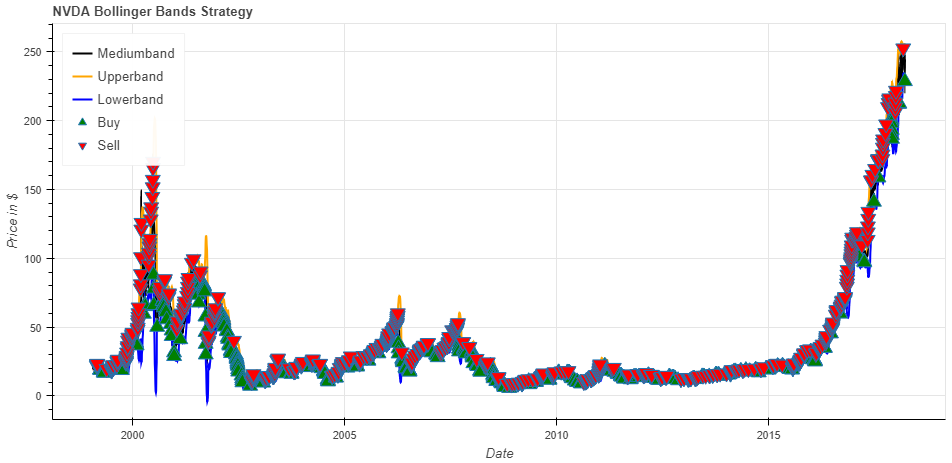 NVDA Bollinger Bands Strategy
Mediumband
Upperband
Lowerband
Buy
Sell
Price in $
250
200
150
100
50
0
2000
2005
2010
2015
Date